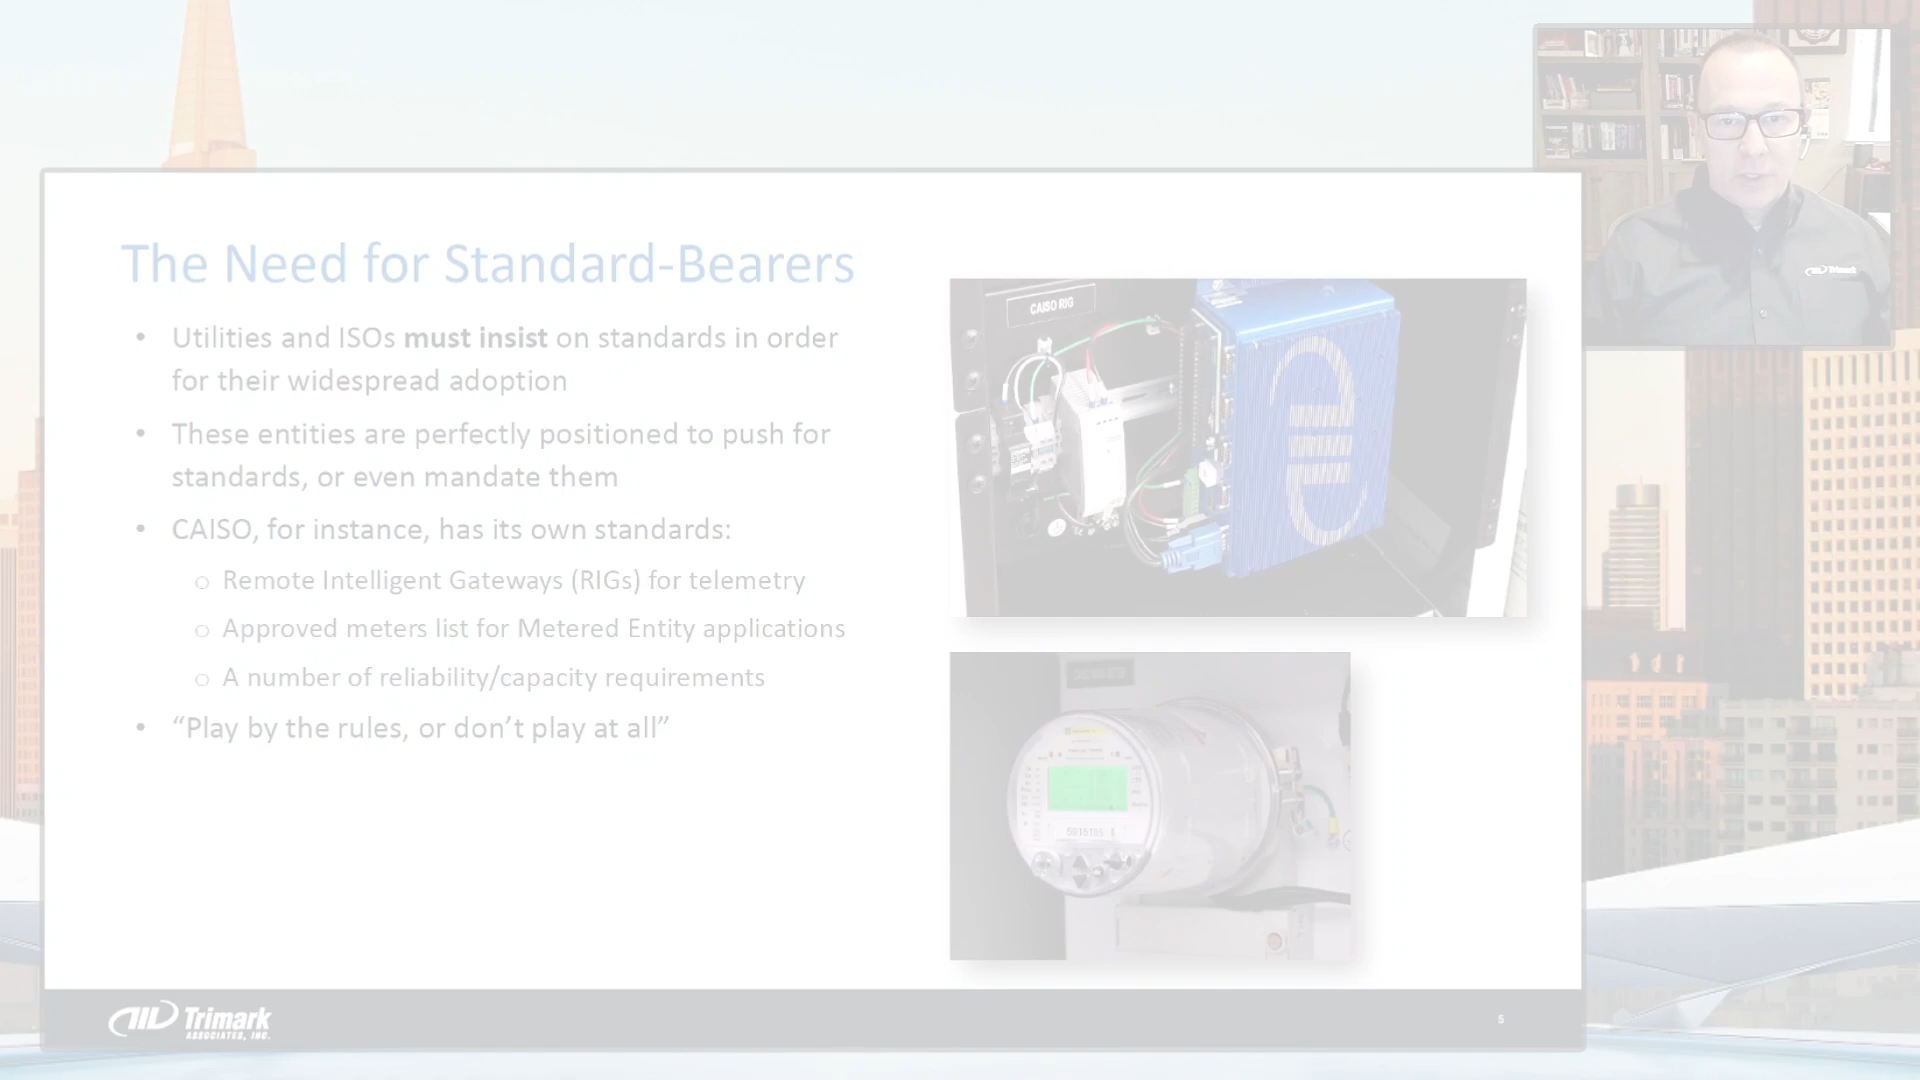 The Need for Standard-Bearers
• Utilities and ISOs must insist on standards in order
for their widespread adoption
• These entities are perfectly positioned to push for
standards, or even mandate them
• CAISO, for instance, has its own standards:
o Remote Intelligent Gateways (RIGs) for telemetry
o Approved meters list for Metered Entity applications
o A number of reliability/capacity requirements
• “Play by the rules, or don’t play at all”
CAISO RIG
Trimark
Trimark
ASSOCIATES, INC.
5